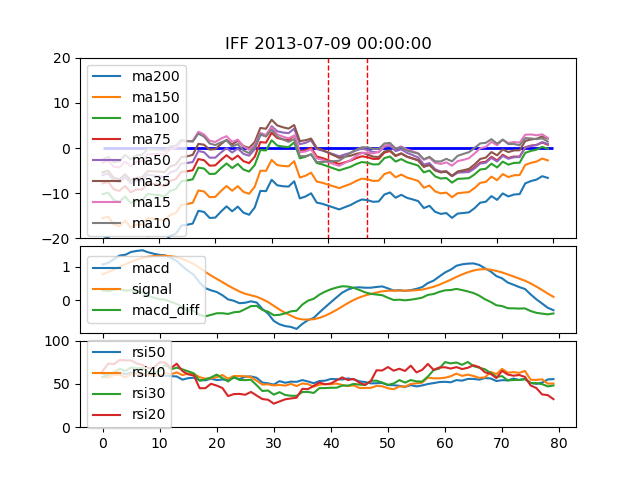 IFF 2013-07-09 00:00:00
20
10
0
−10
−20
ma200
ma150
ma100
ma75
ma50
ma35
ma15
ma10
1
0
macd
signal
macd_diff
100
50
0
rsi50
rsi40
rsi30
rsi20
0 10 20 30 40 50 60 70 80